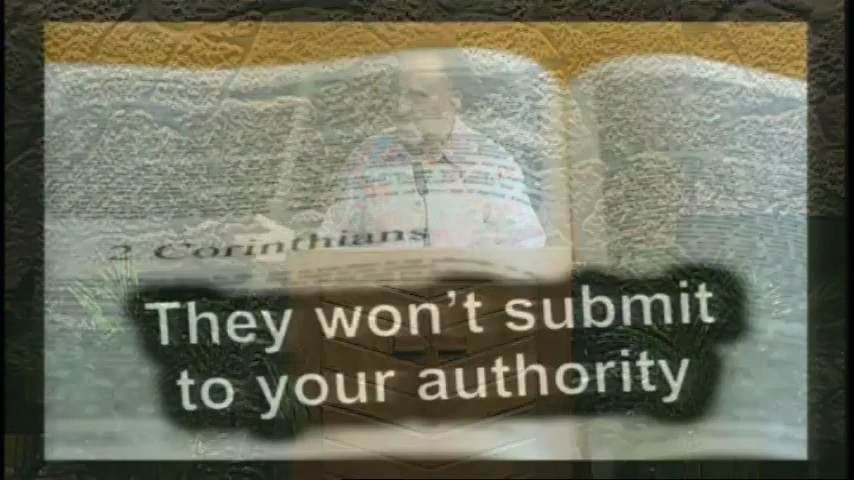 2 Corinthians
They won't submit
to your authority